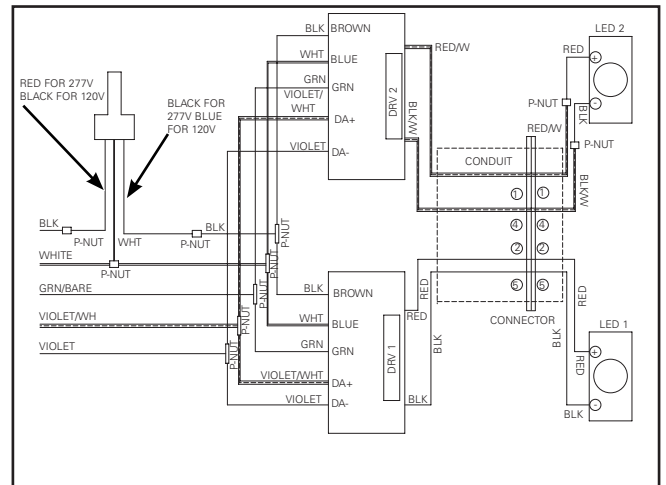 RED FOR 277V
BLACK FOR 120V
BLACK FOR
277V BLUE
FOR 120V
BLK
P-NUT
WHT
P-NUT
BLK
P-NUT
WHITE
P-NUT
P-NUT
GRN/BARE
P-NUT
VIOLET/WH
P-NUT
VIOLET
P-NUT
BLK
BROWN
WHT
BLUE
GRN
GRN
VIOLET/
WHT
DA+
VIOLET
DA-
DRV 2
RED/W
BLK/W
BLK
BROWN
WHT
BLUE
GRN
GRN
VIOLET/WHT
DA+
VIOLET
DA-
DRV 1
RED
RED
BLK
BLK
CONDUIT
RED/W
1
1
4
4
2
2
5
5
CONNECTOR
LED 2
RED
+
-
P-NUT
BLK
P-NUT
BLK/W
RED
BLK
LED 1
+
RED
-
BLK